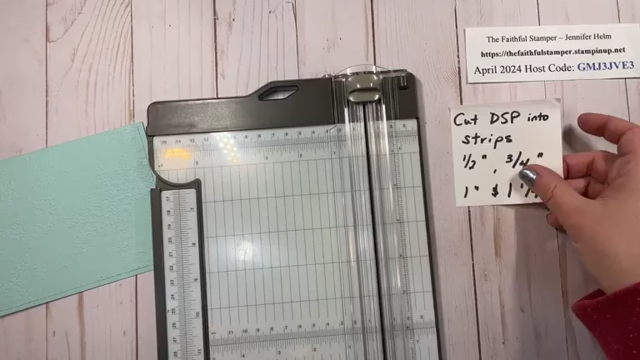 The Faithful Stamper – Jennifer Helm
https://thefaithfulstamper.stampinup.net
April 2024 Host Code: GMJ3JVE3
Cut DSP into
strips
1/2", 3/4"
1" $ 1